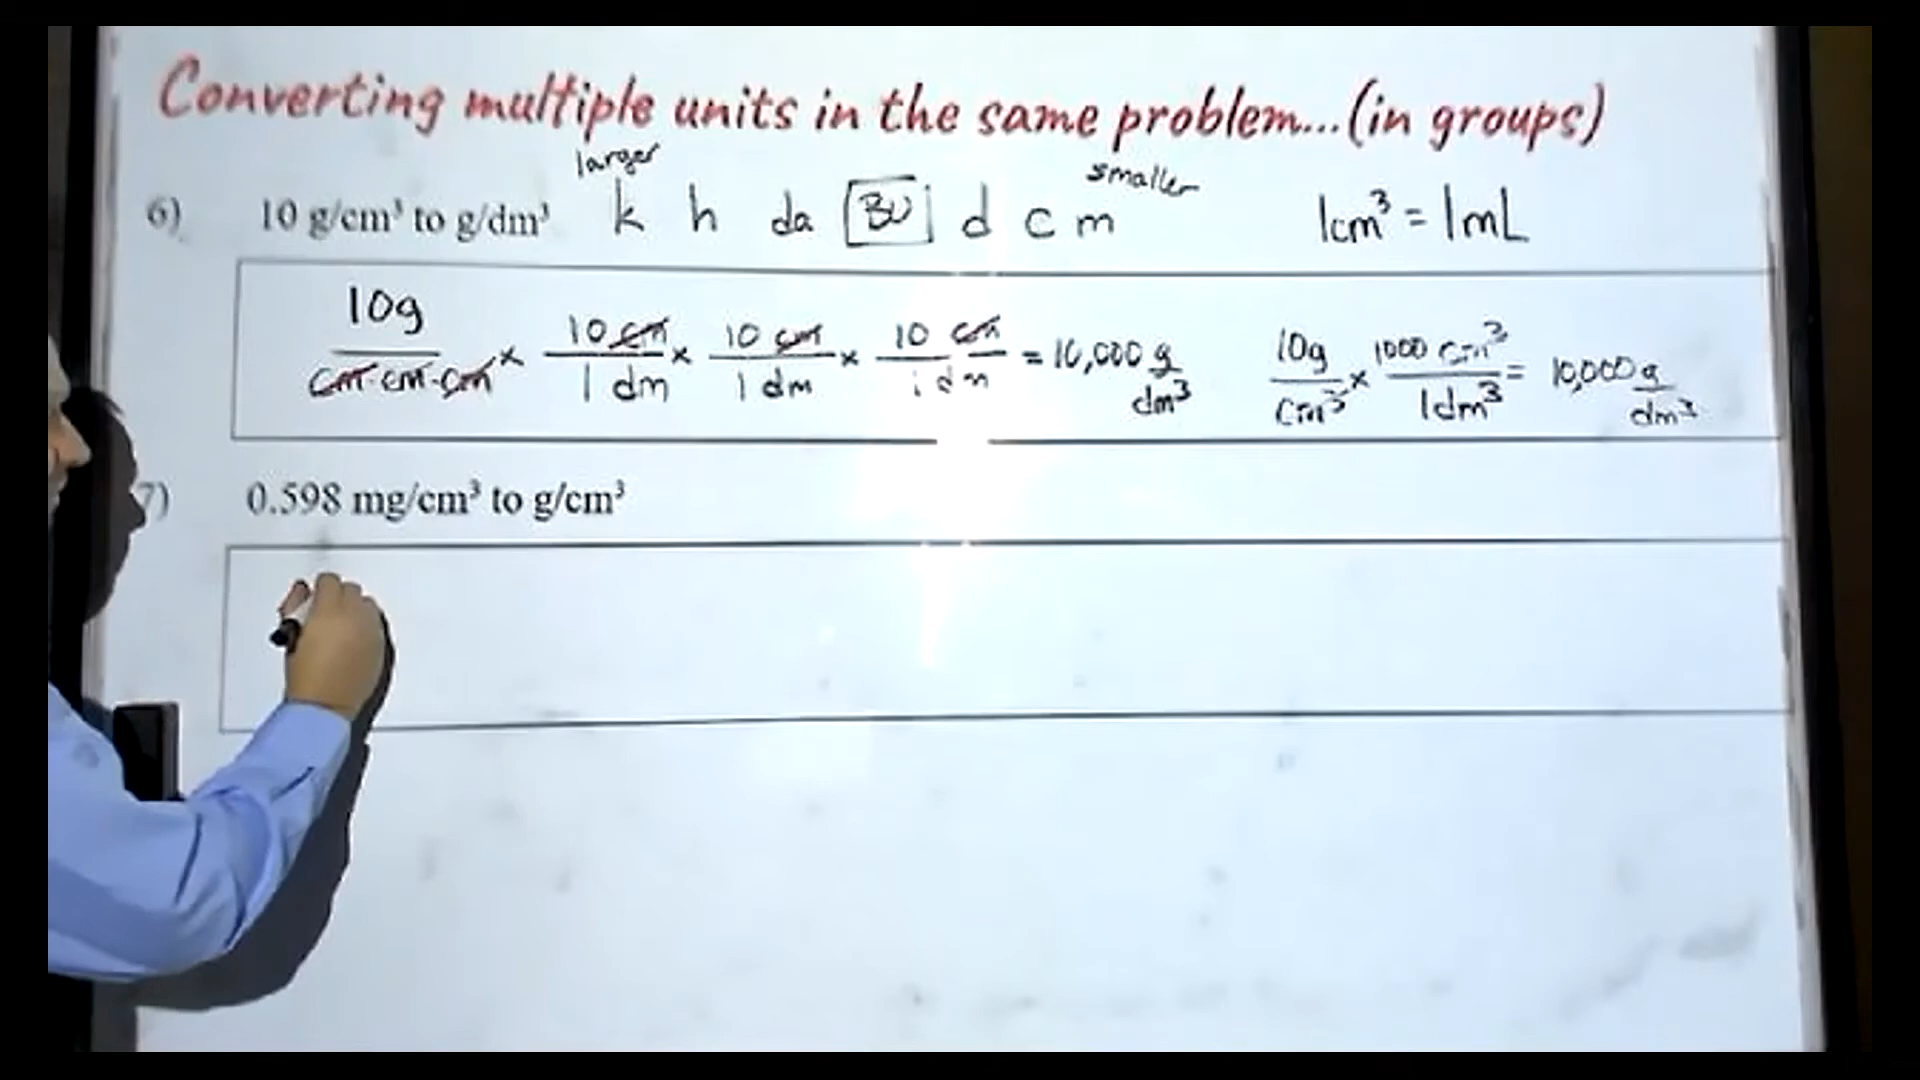 Converting multiple units in the same problem...(in groups)
larger
smaller
6) 10 g/cm³ to g/dm³ k h da BU d c m 1cm³ = 1mL
10g / cm·cm·cm × 10 cm / 1 dm × 10 cm / 1 dm × 10 cm / 1 dm = 10,000 g / dm³ 10g / cm³ × 1000 cm³ / 1dm³ = 10,000 g / dm³
7) 0.598 mg/cm³ to g/cm³